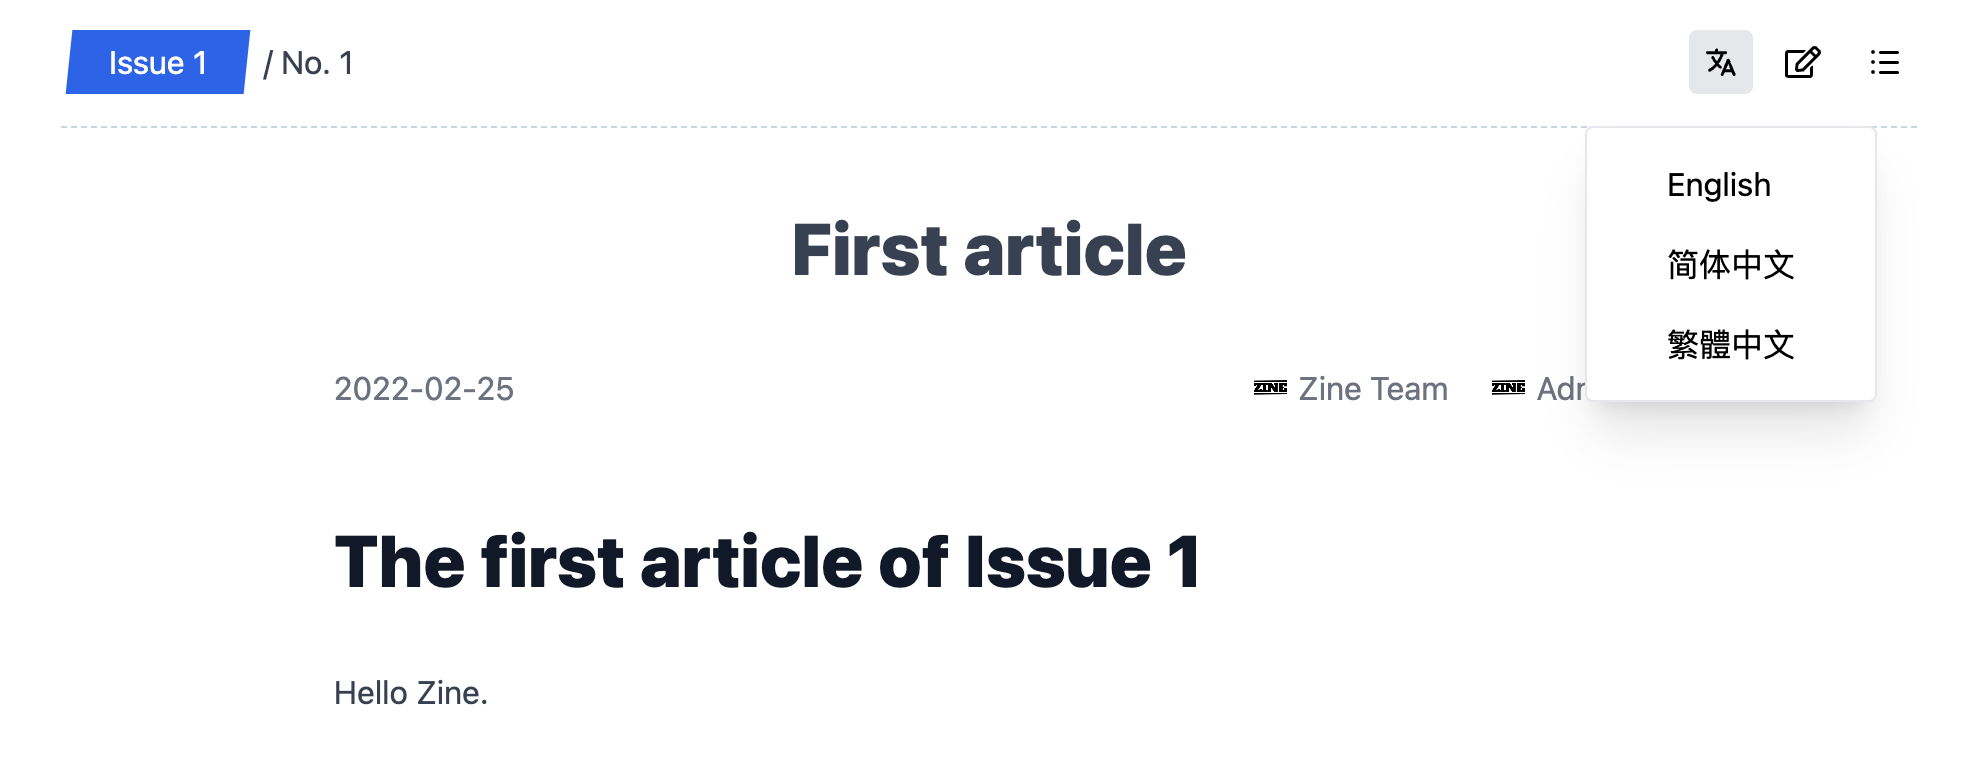 Issue 1 / No. 1
English
First article
简体中文
繁體中文
2022-02-25 ZINE Zine Team ZINE
The first article of Issue 1
Hello Zine.